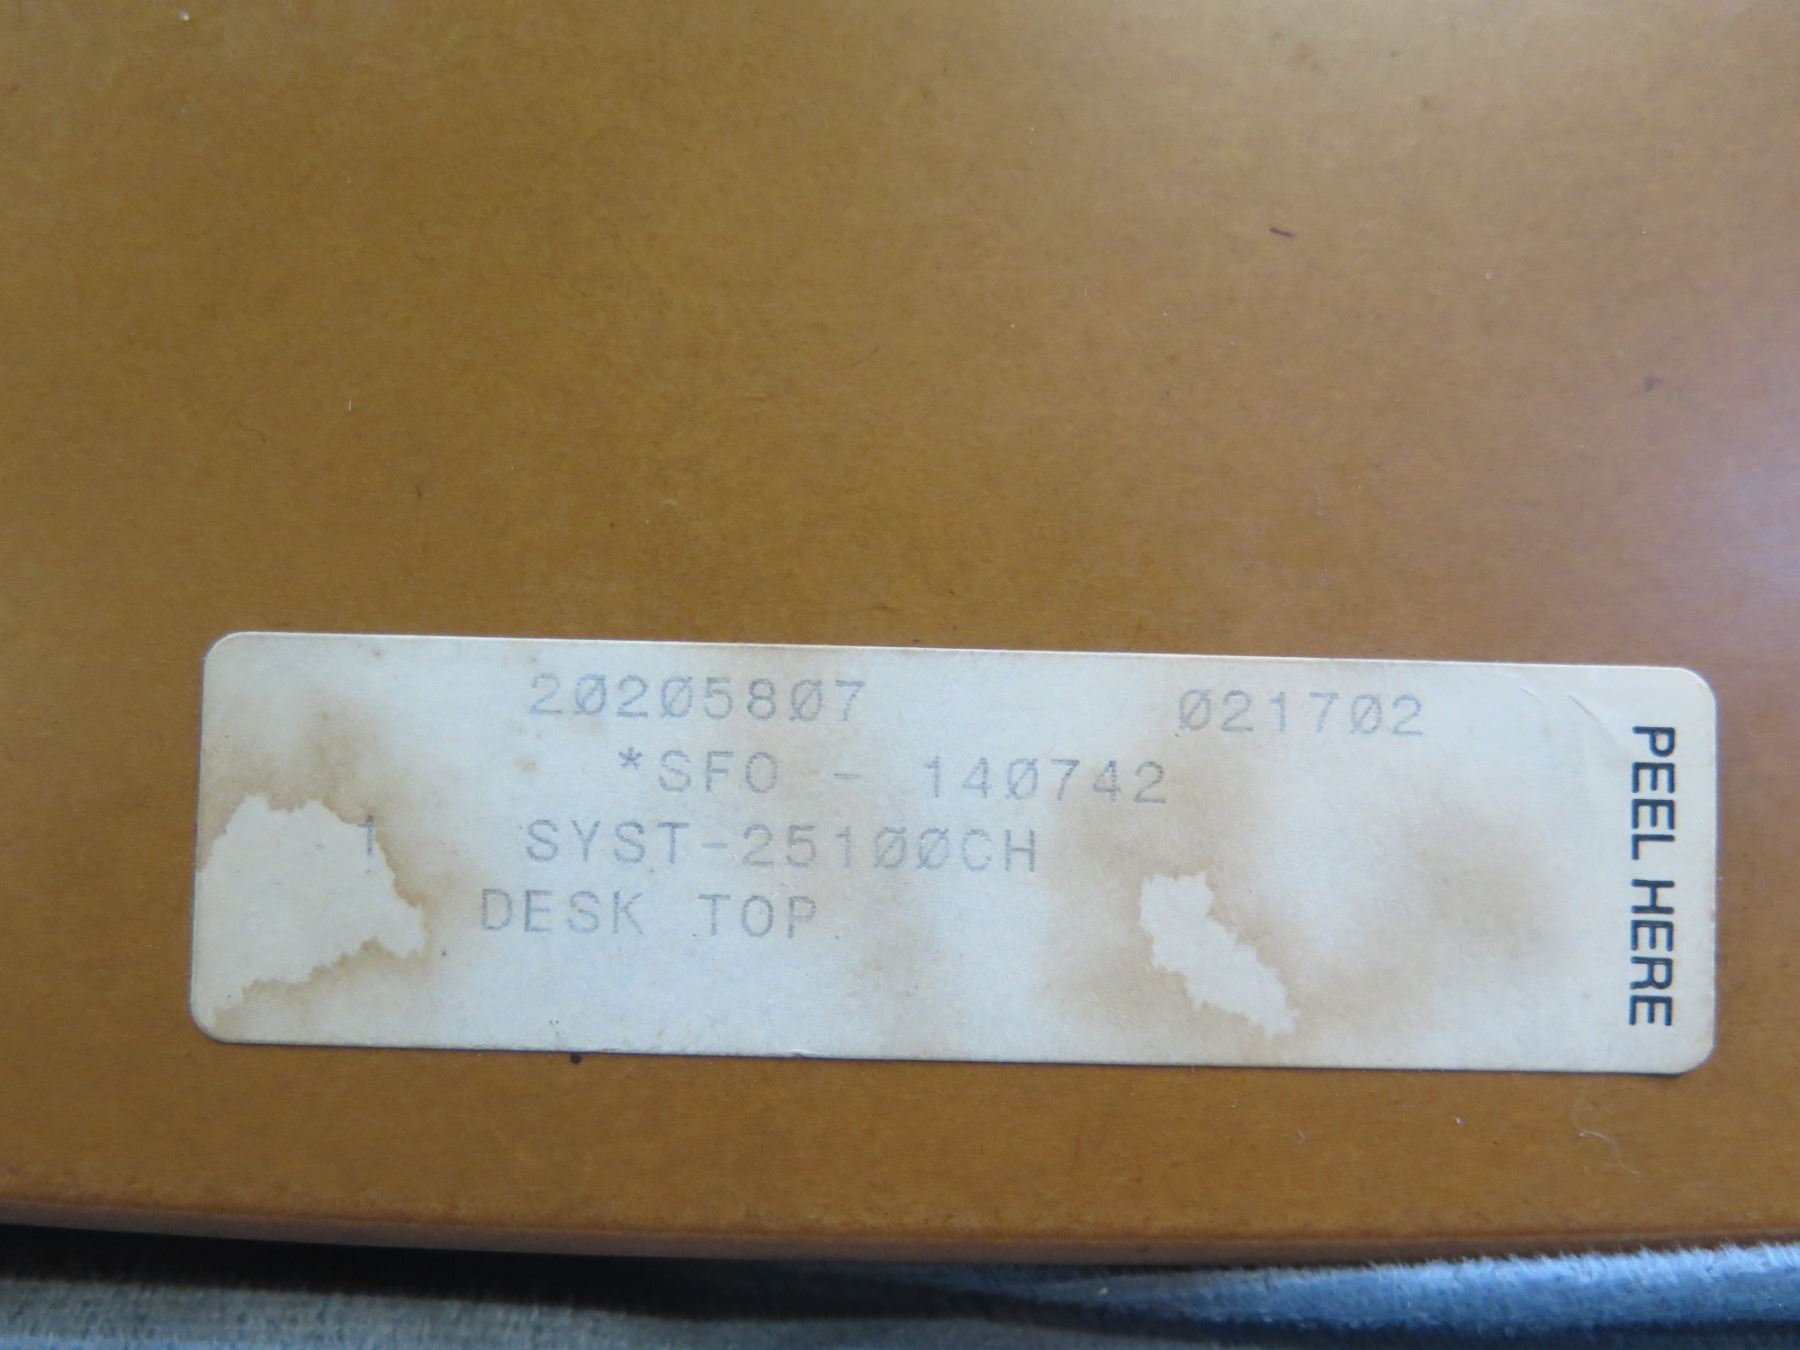 20205807 021702
*SFO - 140742
1 SYST-25100CH
DESK TOP
PEEL HERE